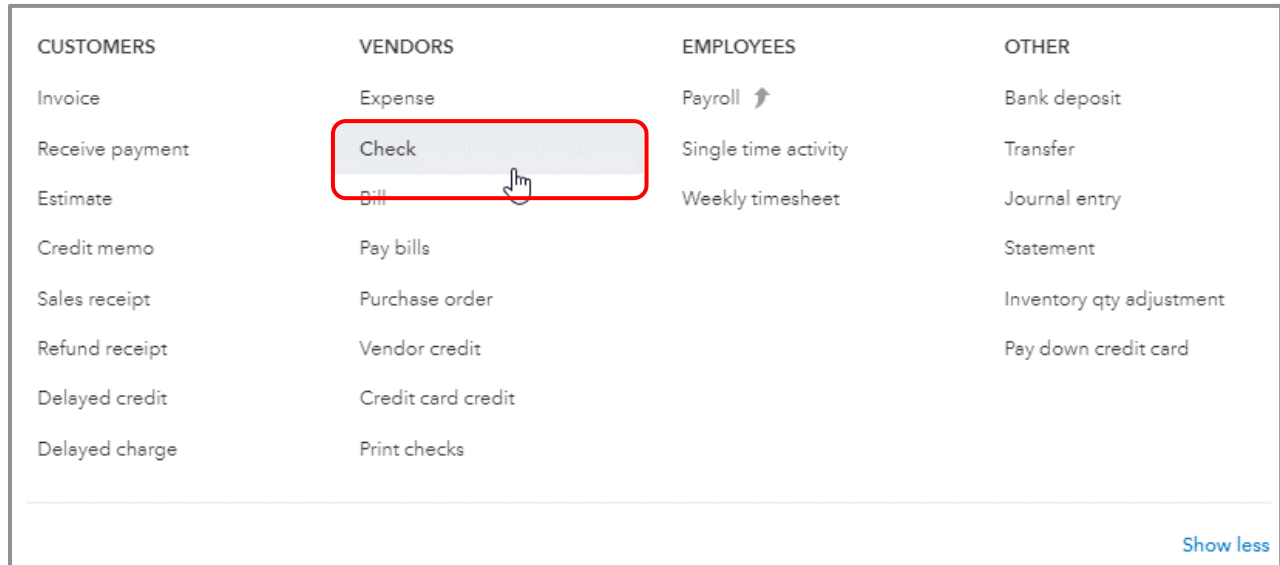 CUSTOMERS
Invoice
Receive payment
Estimate
Credit memo
Sales receipt
Refund receipt
Delayed credit
Delayed charge
VENDORS
Expense
Check
Bill
Pay bills
Purchase order
Vendor credit
Credit card credit
Print checks
EMPLOYEES
Payroll
Single time activity
Weekly timesheet
OTHER
Bank deposit
Transfer
Journal entry
Statement
Inventory qty adjustment
Pay down credit card
Show less